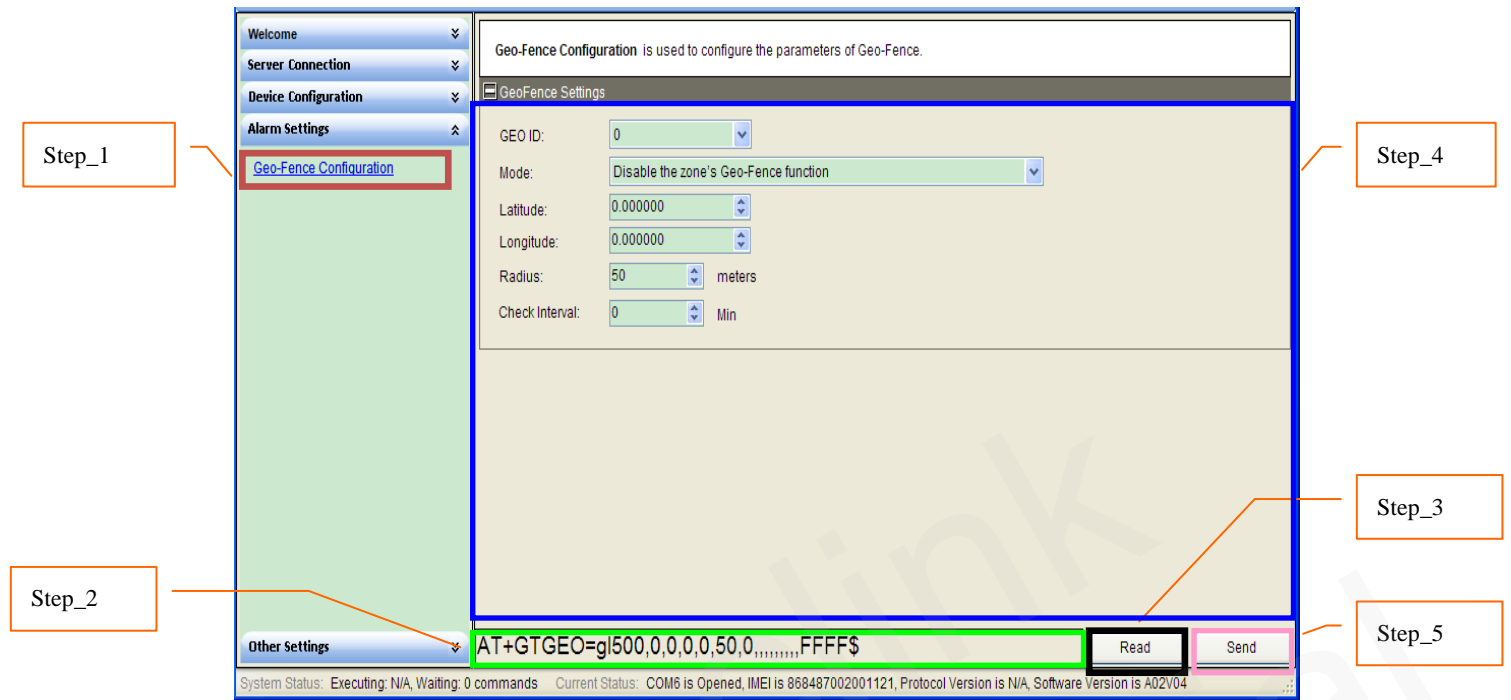 Welcome
Server Connection
Device Configuration
Alarm Settings
Geo-Fence Configuration
Other Settings
Geo-Fence Configuration is used to configure the parameters of Geo-Fence.
GeoFence Settings
GEO ID: 0
Mode: Disable the zone's Geo-Fence function
Latitude: 0.000000
Longitude: 0.000000
Radius: 50 meters
Check Interval: 0 Min
AT+GTGEO=gl500,0,0,0,0,50,0,,,,,,,,,FFFF$
Read
Send
System Status: Executing: N/A, Waiting: 0 commands Current Status: COM6 is Opened, IMEI is 868487002001121, Protocol Version is N/A, Software Version is A02V04
Step_1
Step_2
Step_4
Step_3
Step_5
link